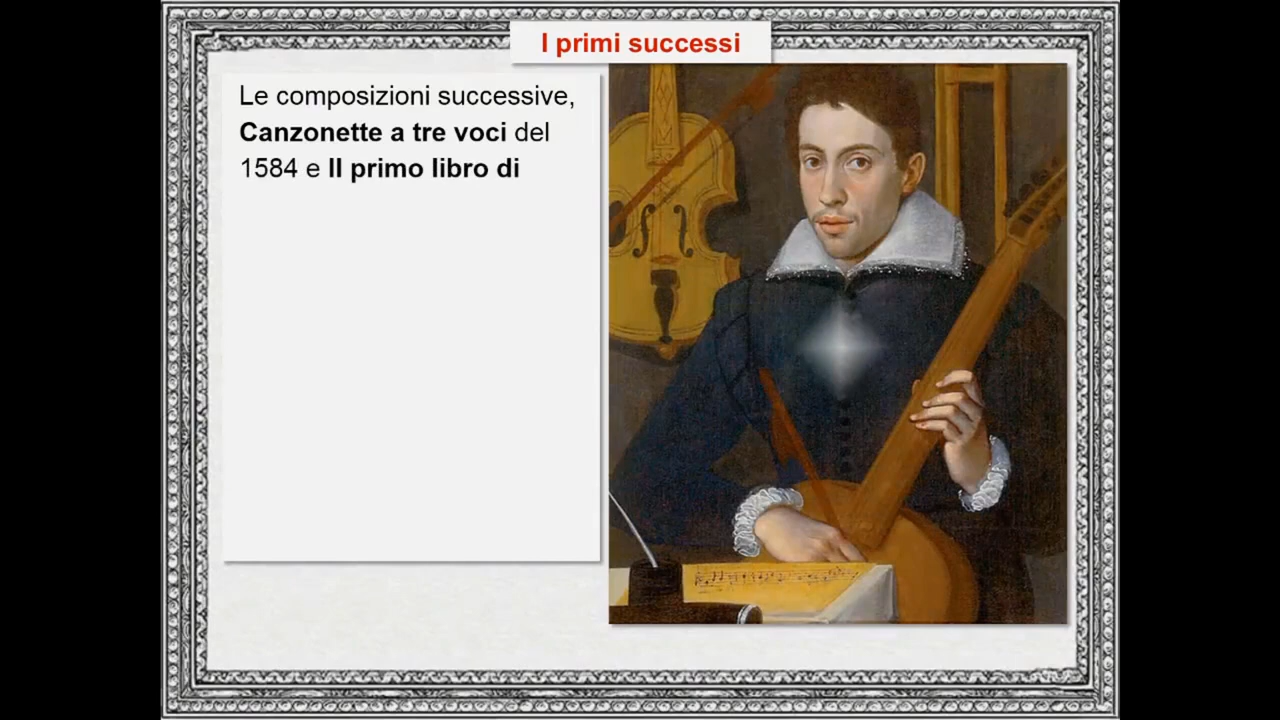 I primi successi
Le composizioni successive,
Canzonette a tre voci del
1584 e Il primo libro di